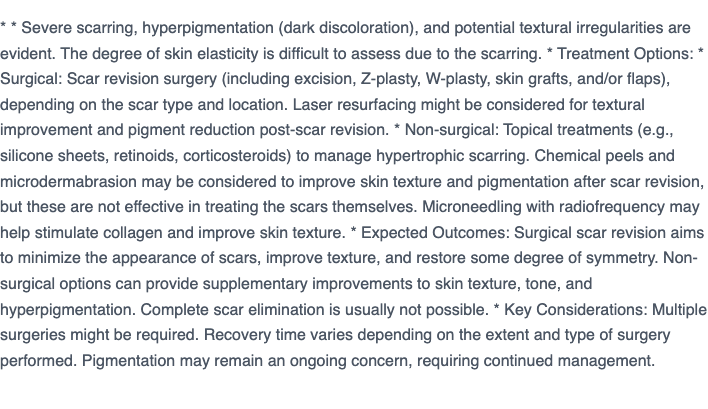 * * Severe scarring, hyperpigmentation (dark discoloration), and potential textural irregularities are
evident. The degree of skin elasticity is difficult to assess due to the scarring. * Treatment Options: *
Surgical: Scar revision surgery (including excision, Z-plasty, W-plasty, skin grafts, and/or flaps),
depending on the scar type and location. Laser resurfacing might be considered for textural
improvement and pigment reduction post-scar revision. * Non-surgical: Topical treatments (e.g.,
silicone sheets, retinoids, corticosteroids) to manage hypertrophic scarring. Chemical peels and
microdermabrasion may be considered to improve skin texture and pigmentation after scar revision,
but these are not effective in treating the scars themselves. Microneedling with radiofrequency may
help stimulate collagen and improve skin texture. * Expected Outcomes: Surgical scar revision aims
to minimize the appearance of scars, improve texture, and restore some degree of symmetry. Non-
surgical options can provide supplementary improvements to skin texture, tone, and
hyperpigmentation. Complete scar elimination is usually not possible. * Key Considerations: Multiple
surgeries might be required. Recovery time varies depending on the extent and type of surgery
performed. Pigmentation may remain an ongoing concern, requiring continued management.